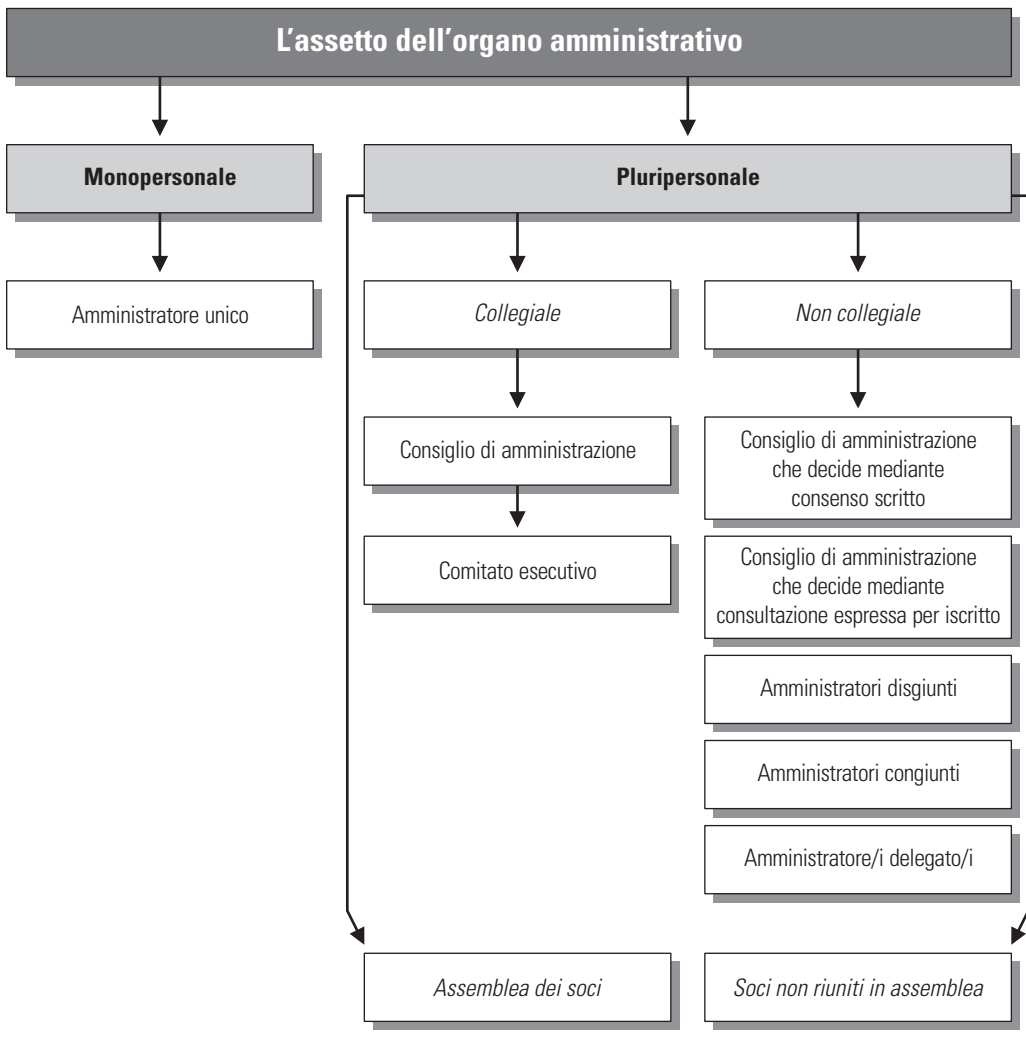 L'assetto dell'organo amministrativo
Monopersonale
Pluripersonale
Amministratore unico
Collegiale
Non collegiale
Consiglio di amministrazione
Consiglio di amministrazione
che decide mediante
consenso scritto
Comitato esecutivo
Consiglio di amministrazione
che decide mediante
consultazione espressa per iscritto
Amministratori disgiunti
Amministratori congiunti
Amministratore/i delegato/i
Assemblea dei soci
Soci non riuniti in assemblea